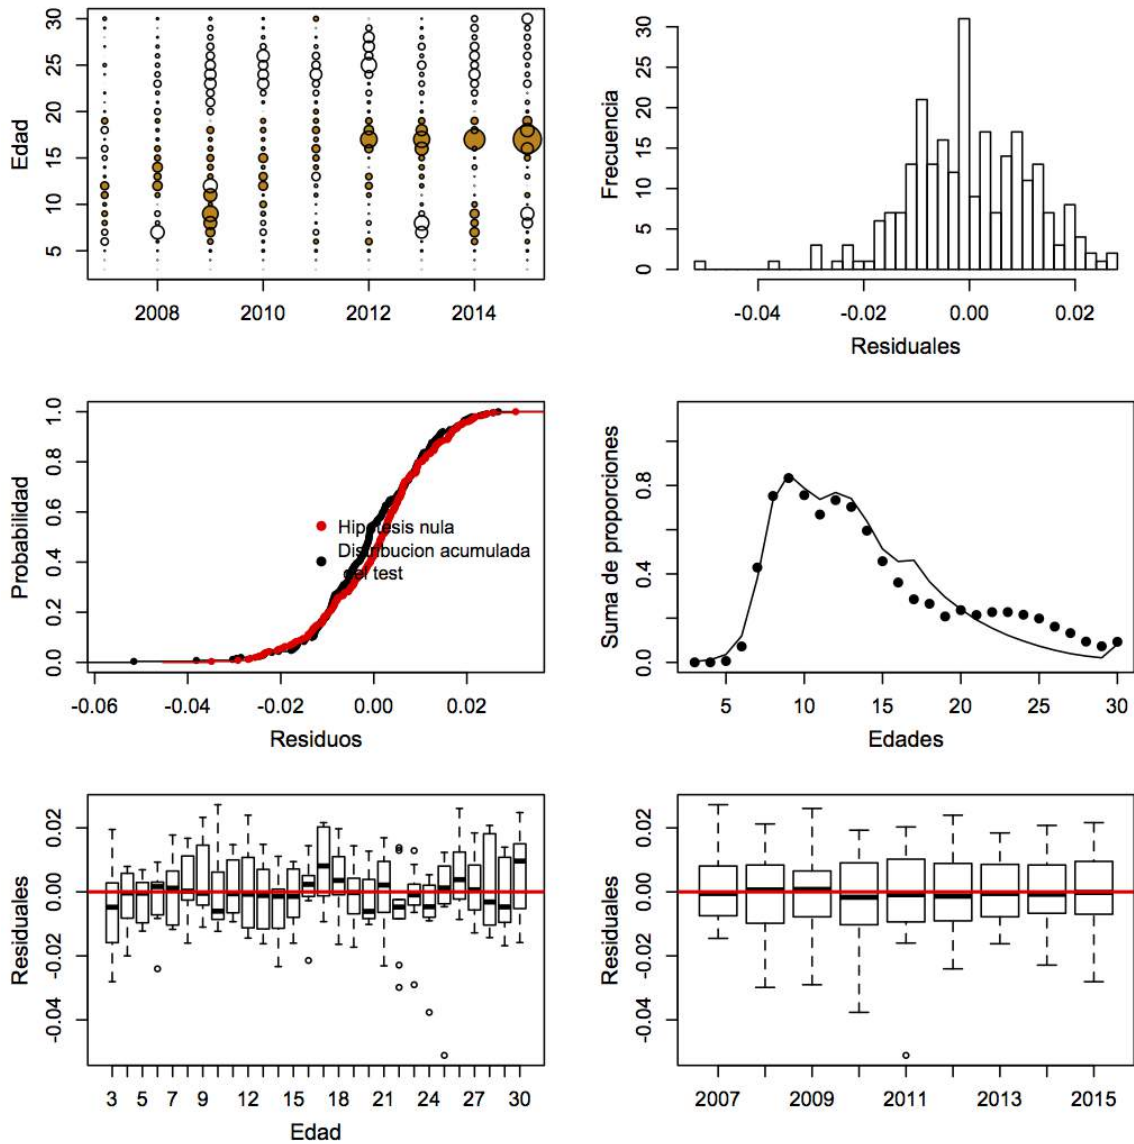 30
25
20
15
10
5
Edad
2008 2010 2012 2014
30
25
20
15
10
5
0
Frecuencia
-0.04 -0.02 0.00 0.02
Residuales
1.0
0.8
0.6
0.4
0.2
0.0
Probabilidad
Hipotesis nula
Distribucion acumulada
del test
-0.06 -0.04 -0.02 0.00 0.02
Residuos
0.8
0.4
0.0
Suma de proporciones
5 10 15 20 25 30
Edades
0.02
0.00
-0.02
-0.04
Residuales
3 5 7 9 12 15 18 21 24 27 30
Edad
0.02
0.00
-0.02
-0.04
Residuales
2007 2009 2011 2013 2015